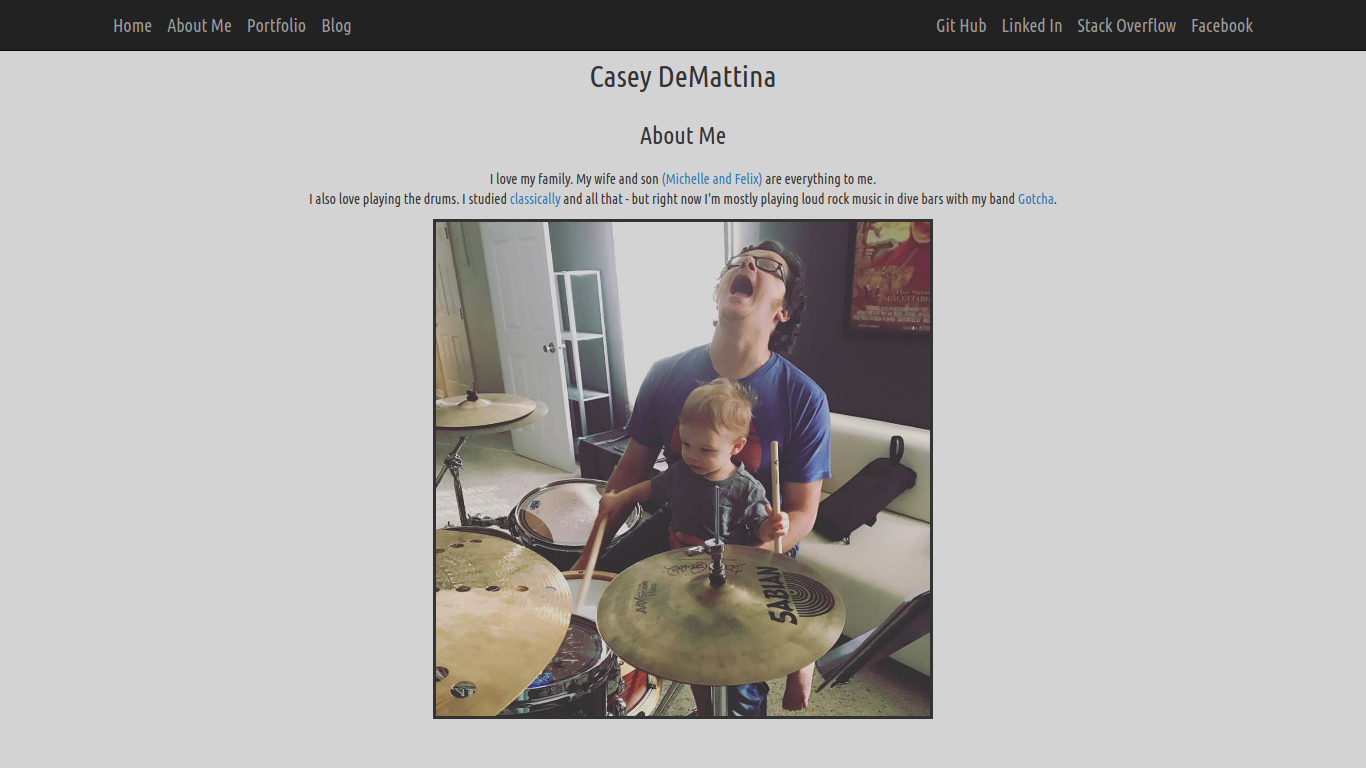 Home About Me Portfolio Blog Git Hub Linked In Stack Overflow Facebook
Casey DeMattina
About Me
I love my family. My wife and son (Michelle and Felix) are everything to me.
I also love playing the drums. I studied classically and all that - but right now I'm mostly playing loud rock music in dive bars with my band Gotcha.
SABIAN
AAX